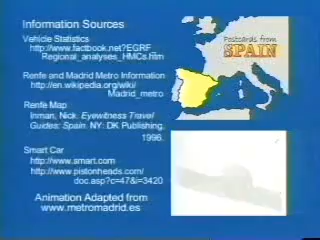 Information Sources
Vehicle Statistics
http://www.factbook.net?EGRF_
Regional_analyses_HMCs.htm
Renfe and Madrid Metro Information
http://en.wikipedia.org/wiki/
Madrid_metro
Renfe Map
Inman, Nick. Eyewitness Travel
Guides: Spain. NY: DK Publishing,
1996.
Smart Car
http://www.smart.com
http://www.pistonheads.com/
doc.asp?c=47&i=3420
Animation Adapted from
www.metromadrid.es
Postcards from
SPAIN